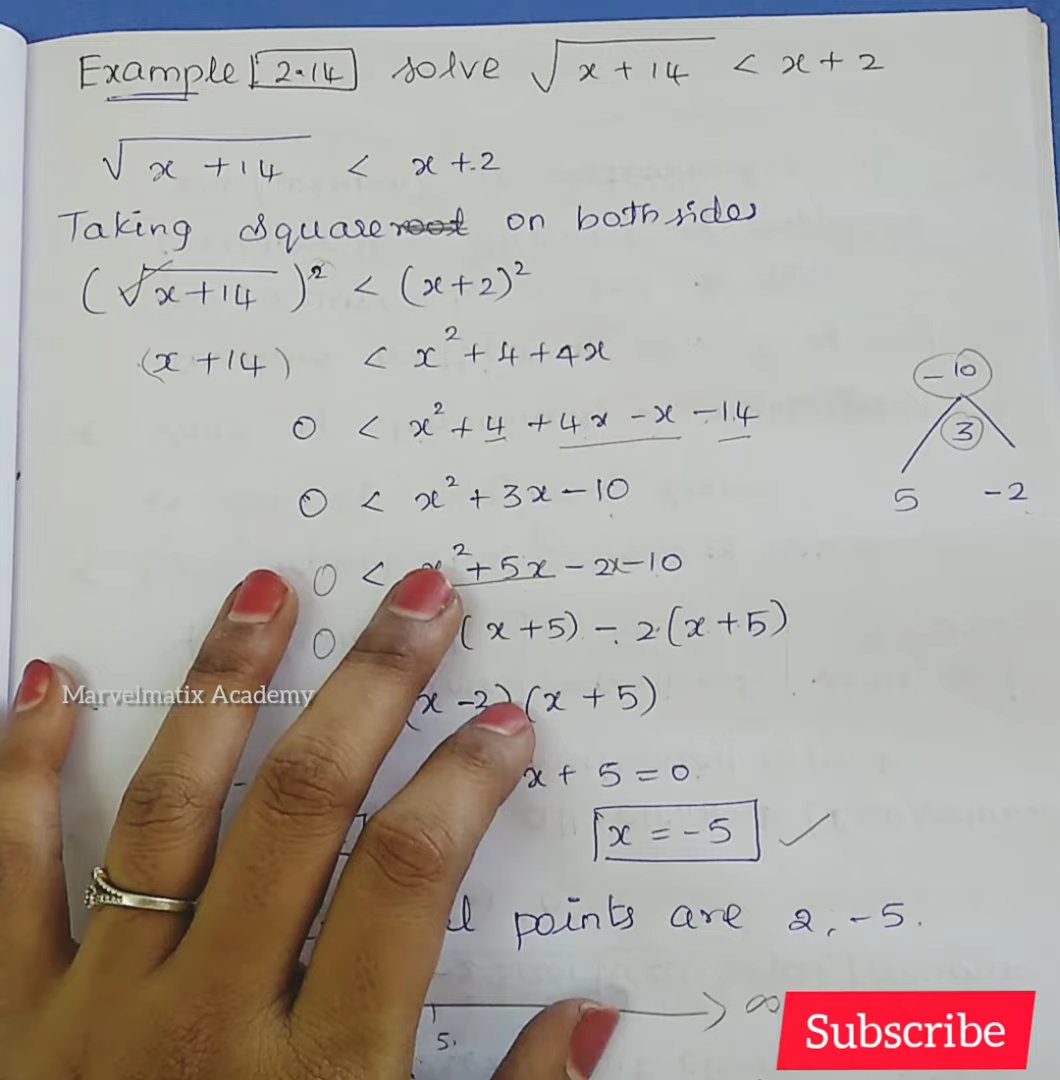 Example 2.14 solve √(x + 14) < x + 2
√(x + 14) < x + 2
Taking square on both sides
(√(x+14))² < (x+2)²
(x + 14) < x² + 4 + 4x
-10
0 < x² + 4 + 4x - x - 14
3
0 < x² + 3x - 10
5 -2
0 < x² + 5x - 2x - 10
0 (x+5) - 2(x+5)
Marvelmatix Academy
(x - 2)(x + 5)
x + 5 = 0
x = -5 ✓
points are 2, -5.
∞
5.
Subscribe